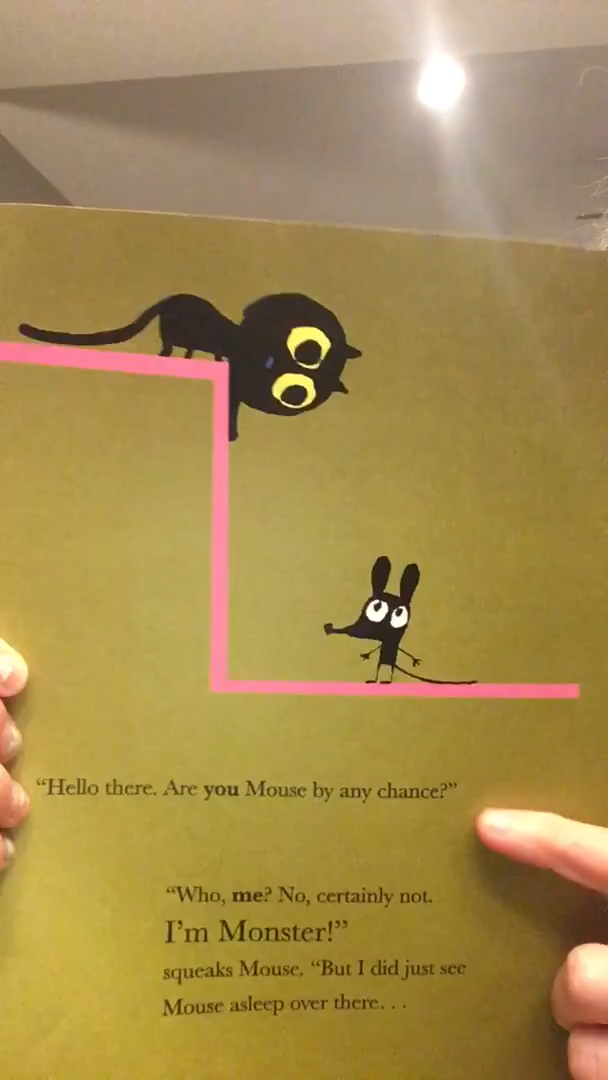 “Hello there. Are you Mouse by any chance?”
“Who, me? No, certainly not.
I’m Monster!”
squeaks Mouse. “But I did just see
Mouse asleep over there. . .